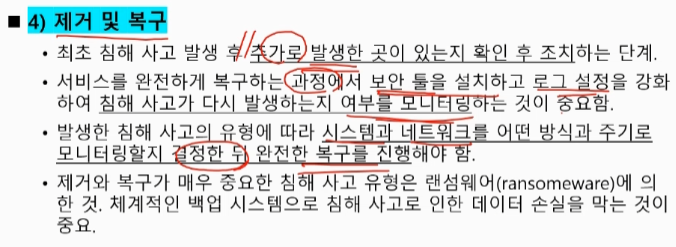 ■ 4) 제거 및 복구
• 최초 침해 사고 발생 후 추가로 발생한 곳이 있는지 확인 후 조치하는 단계.
• 서비스를 완전하게 복구하는 과정에서 보안 툴을 설치하고 로그 설정을 강화
하여 침해 사고가 다시 발생하는지 여부를 모니터링하는 것이 중요함.
• 발생한 침해 사고의 유형에 따라 시스템과 네트워크를 어떤 방식과 주기로
모니터링할지 결정한 뒤 완전한 복구를 진행해야 함.
• 제거와 복구가 매우 중요한 침해 사고 유형은 랜섬웨어(ransomeware)에 의
한 것. 체계적인 백업 시스템으로 침해 사고로 인한 데이터 손실을 막는 것이
중요.